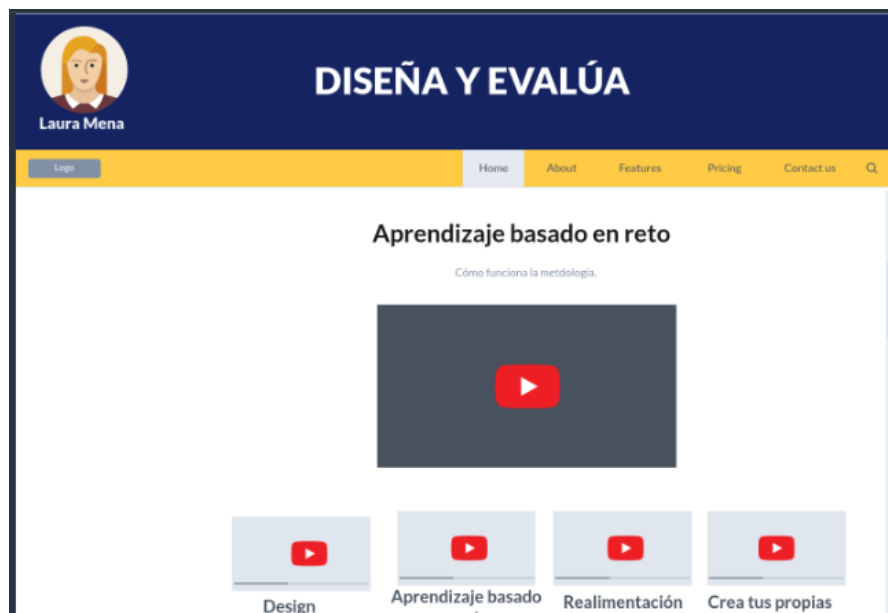 DISEÑA Y EVALÚA
Laura Mena
Logo
Home
About
Features
Pricing
Contact us
Aprendizaje basado en reto
Cómo funciona la metdología.
Design
Aprendizaje basado
Realimentación
Crea tus propias